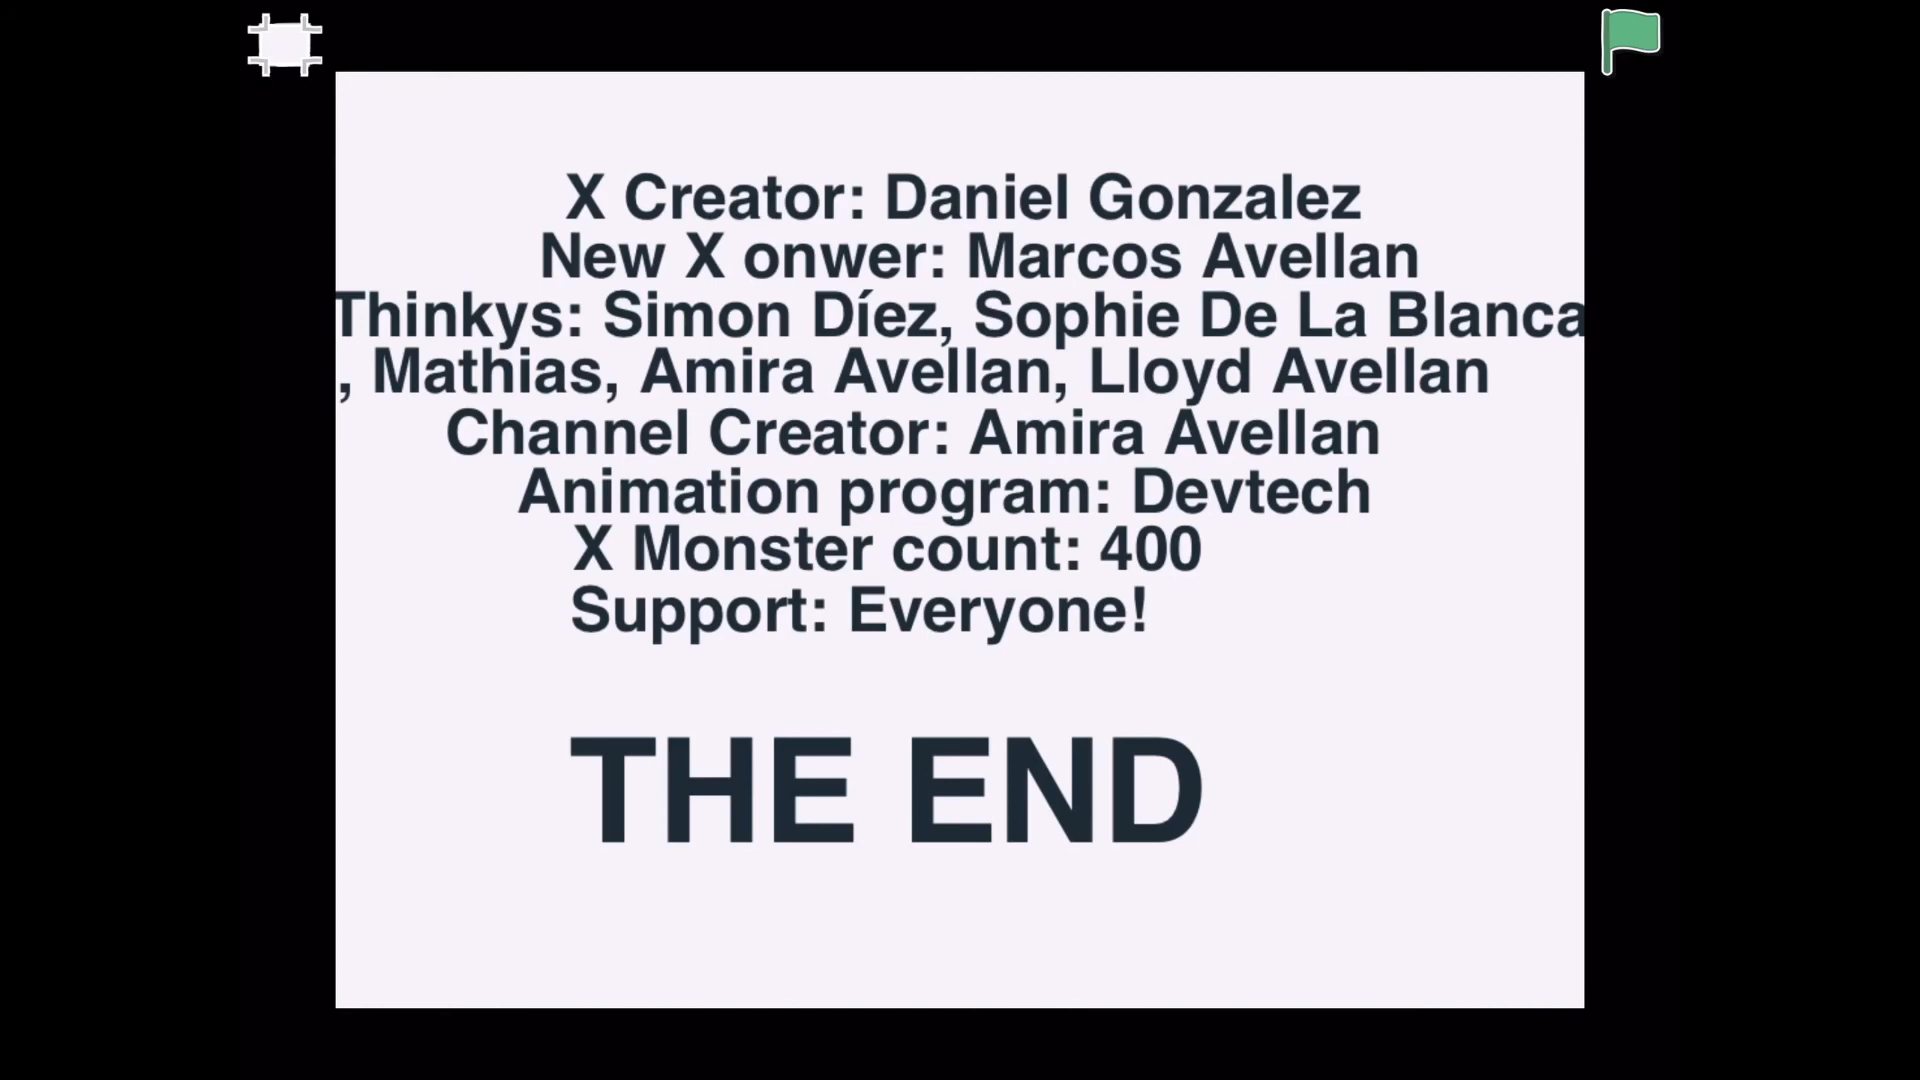 X Creator: Daniel Gonzalez
New X onwer: Marcos Avellan
Thinkys: Simon Díez, Sophie De La Blanca
, Mathias, Amira Avellan, Lloyd Avellan
Channel Creator: Amira Avellan
Animation program: Devtech
X Monster count: 400
Support: Everyone!
THE END